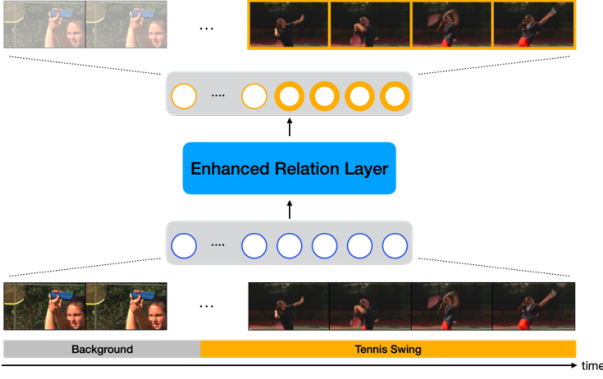 ...
....
Enhanced Relation Layer
....
...
Background Tennis Swing
time